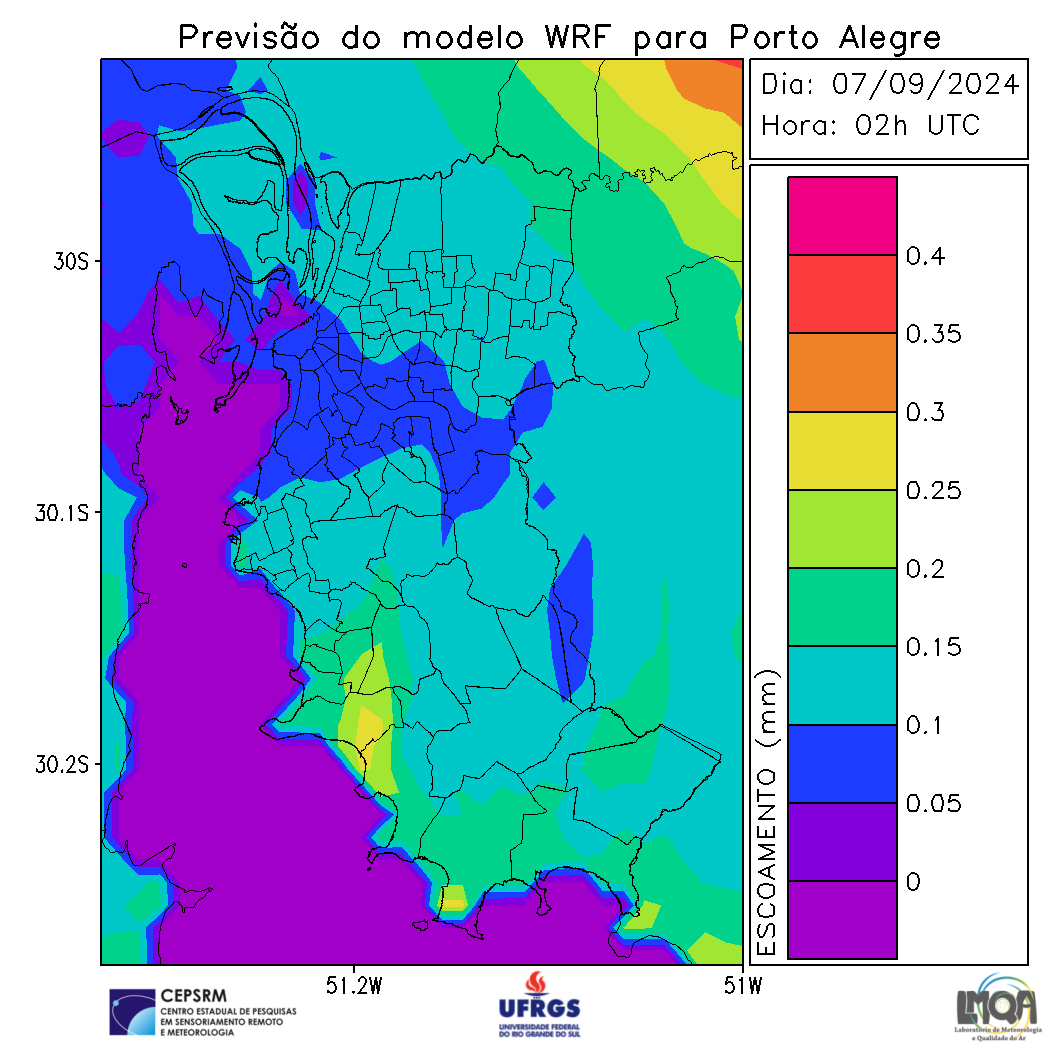 Previsão do modelo WRF para Porto Alegre
Dia: 07/09/2024
Hora: 02h UTC
30S
30.1S
30.2S
51.2W
51W
ESCOAMENTO (mm)
0.4
0.35
0.3
0.25
0.2
0.15
0.1
0.05
0
CEPSRM
CENTRO ESTADUAL DE PESQUISAS
EM SENSORIAMENTO REMOTO
E METEOROLOGIA
UFRGS
UNIVERSIDADE FEDERAL
DO RIO GRANDE DO SUL
LMQA
Laboratório de Meteorologia
e Qualidade do Ar